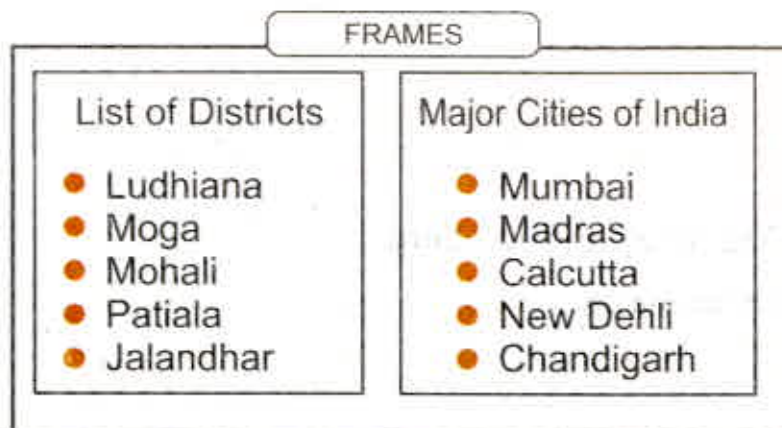 FRAMES
List of Districts
Ludhiana
Moga
Mohali
Patiala
Jalandhar
Major Cities of India
Mumbai
Madras
Calcutta
New Dehli
Chandigarh